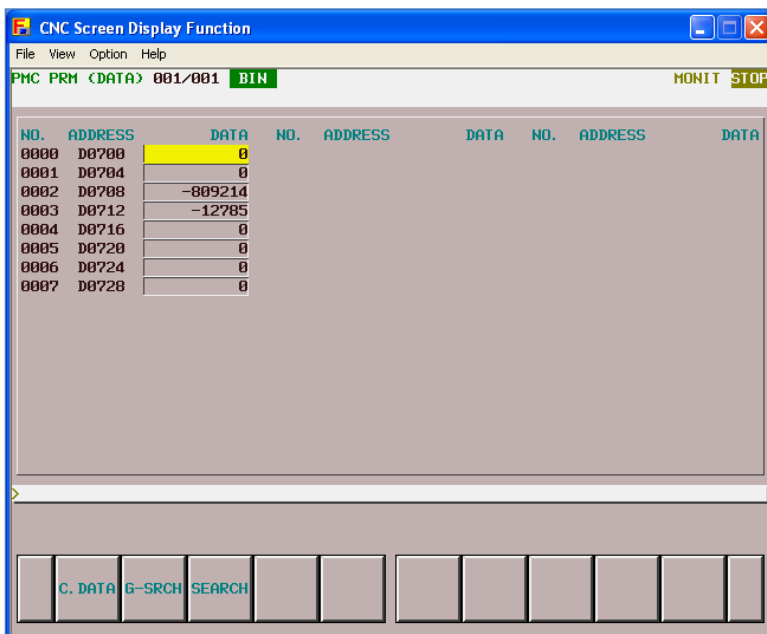 CNC Screen Display Function
File View Option Help
PMC PRM (DATA) 001/001 BIN MONIT STOP
NO. ADDRESS DATA NO. ADDRESS DATA NO. ADDRESS DATA
0000 D0700 0
0001 D0704 0
0002 D0708 -809214
0003 D0712 -12785
0004 D0716 0
0005 D0720 0
0006 D0724 0
0007 D0728 0
>
C.DATA G-SRCH SEARCH